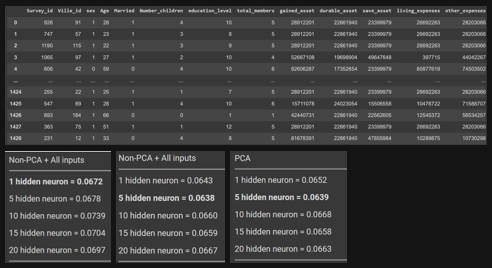 Survey_id Ville_id sex Age Married Number_children education_level total_members gained_asset durable_asset save_asset living_expenses other_expenses
0 926 91 1 28 1 4 10 5 28912201 22861940 23399979 26692283 28203066
1 747 57 1 23 1 3 8 5 28912201 22861940 23399979 26692283 28203066
2 1190 115 1 22 1 3 9 5 28912201 22861940 23399979 26692283 28203066
3 1065 97 1 27 1 2 10 4 52667108 19698904 49647648 397715 44042267
4 806 42 0 59 0 4 10 6 82606287 17352654 23399979 80877619 74503502
... ... ... ... ... ... ... ... ... ... ... ... ... ...
1424 255 22 1 25 1 1 7 5 28912201 22861940 23399979 26692283 28203066
1425 547 69 1 28 1 4 10 6 15711078 24023054 15506558 10476722 71586707
1426 893 184 1 66 0 0 1 1 42440731 22861940 22562605 12545372 56534257
1427 363 75 1 51 1 1 12 5 28912201 22861940 23399979 26692283 28203066
1428 231 12 1 33 0 4 8 5 81678391 22861940 47855984 10289875 10730298
Non-PCA + All inputs
1 hidden neuron = 0.0672
5 hidden neuron = 0.0678
10 hidden neuron = 0.0739
15 hidden neuron = 0.0704
20 hidden neuron = 0.0697
Non-PCA + All inputs
1 hidden neuron = 0.0643
5 hidden neuron = 0.0638
10 hidden neuron = 0.0660
15 hidden neuron = 0.0659
20 hidden neuron = 0.0667
PCA
1 hidden neuron = 0.0652
5 hidden neuron = 0.0639
10 hidden neuron = 0.0668
15 hidden neuron = 0.0658
20 hidden neuron = 0.0663